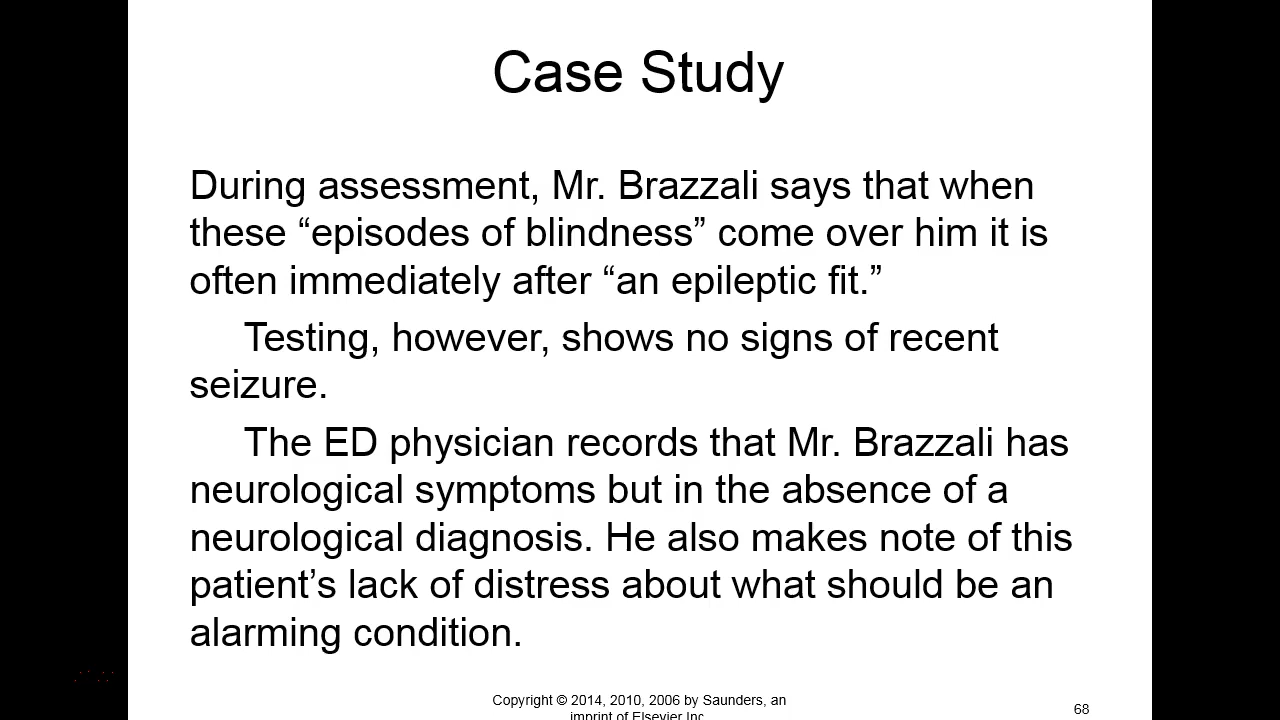 Case Study
During assessment, Mr. Brazzali says that when
these “episodes of blindness” come over him it is
often immediately after “an epileptic fit.”
Testing, however, shows no signs of recent
seizure.
The ED physician records that Mr. Brazzali has
neurological symptoms but in the absence of a
neurological diagnosis. He also makes note of this
patient’s lack of distress about what should be an
alarming condition.
Copyright © 2014, 2010, 2006 by Saunders, an
imprint of Elsevier Inc.
68